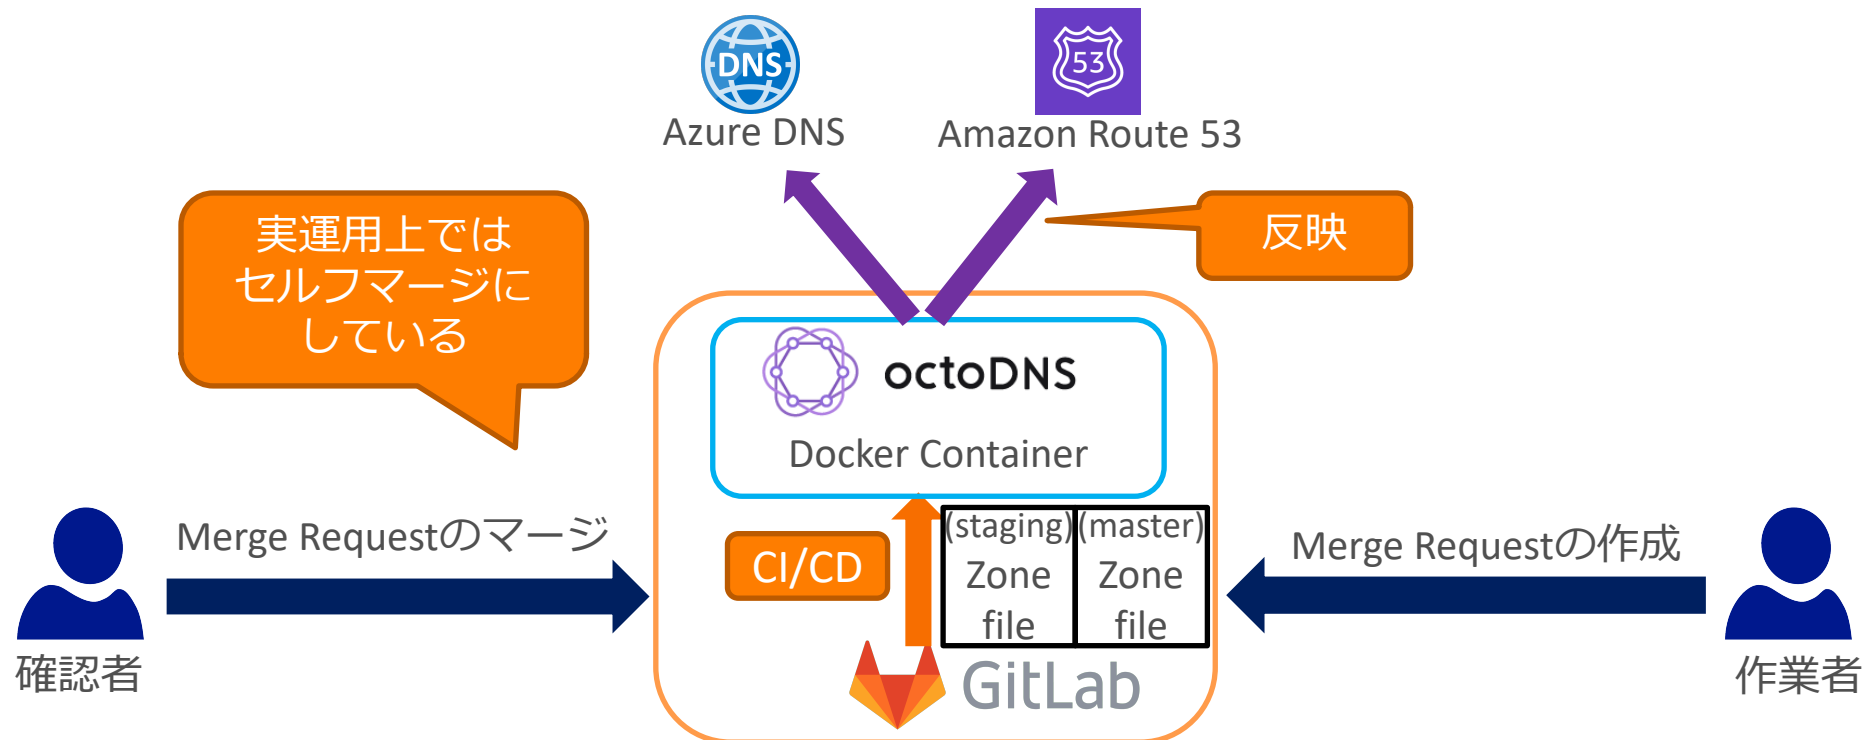 DNS
53
Azure DNS
Amazon Route 53
実運用上では
セルフマージに
している
反映
octoDNS
Docker Container
Merge Requestのマージ
CI/CD
(staging)
Zone
file
(master)
Zone
file
Merge Requestの作成
確認者
GitLab
作業者